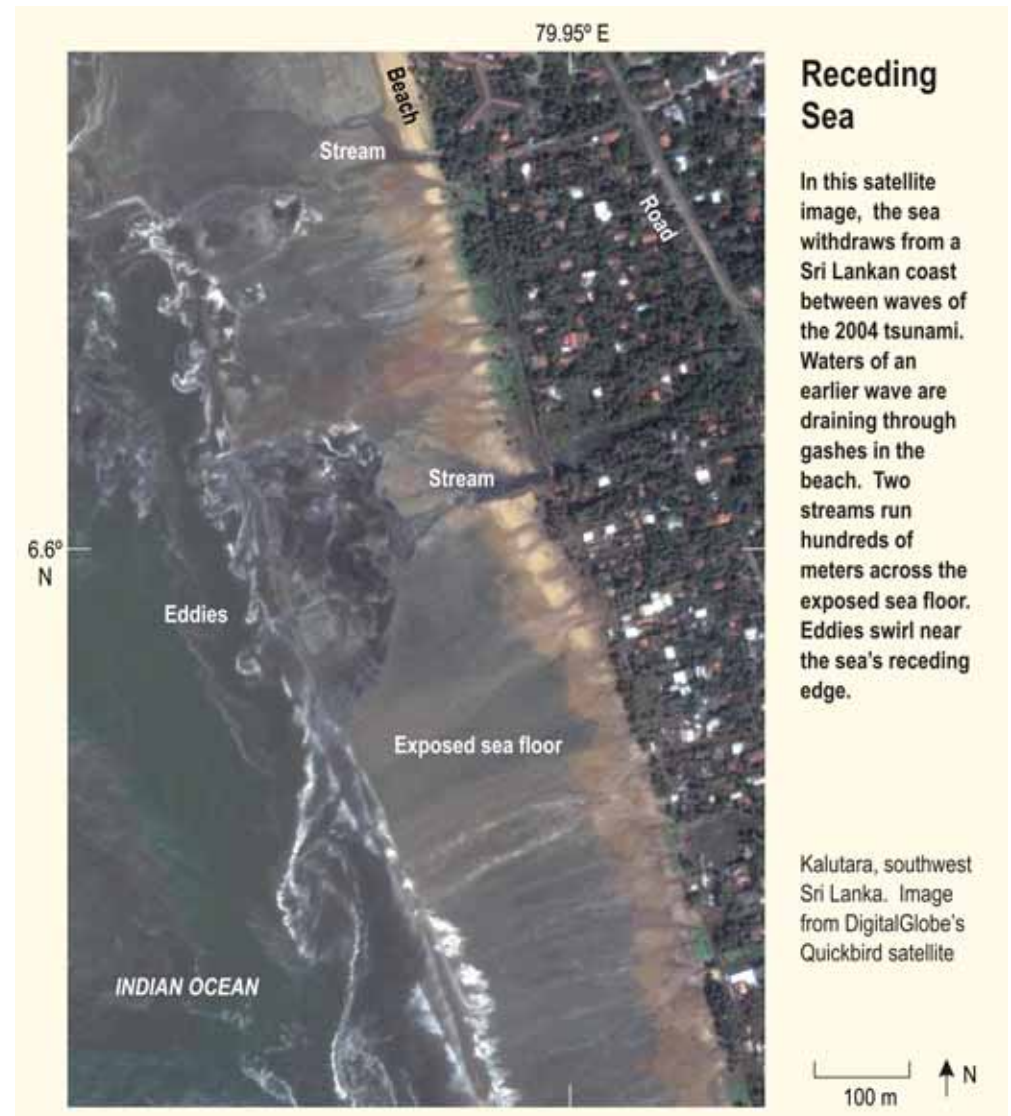 79.95º E
Receding
Sea
In this satellite
image, the sea
withdraws from a
Sri Lankan coast
between waves of
the 2004 tsunami.
Waters of an
earlier wave are
draining through
gashes in the
beach. Two
streams run
hundreds of
meters across the
exposed sea floor.
Eddies swirl near
the sea's receding
edge.
Beach
Stream
Road
Stream
6.6º
N
Eddies
Exposed sea floor
INDIAN OCEAN
Kalutara, southwest
Sri Lanka. Image
from DigitalGlobe's
Quickbird satellite
100 m
N